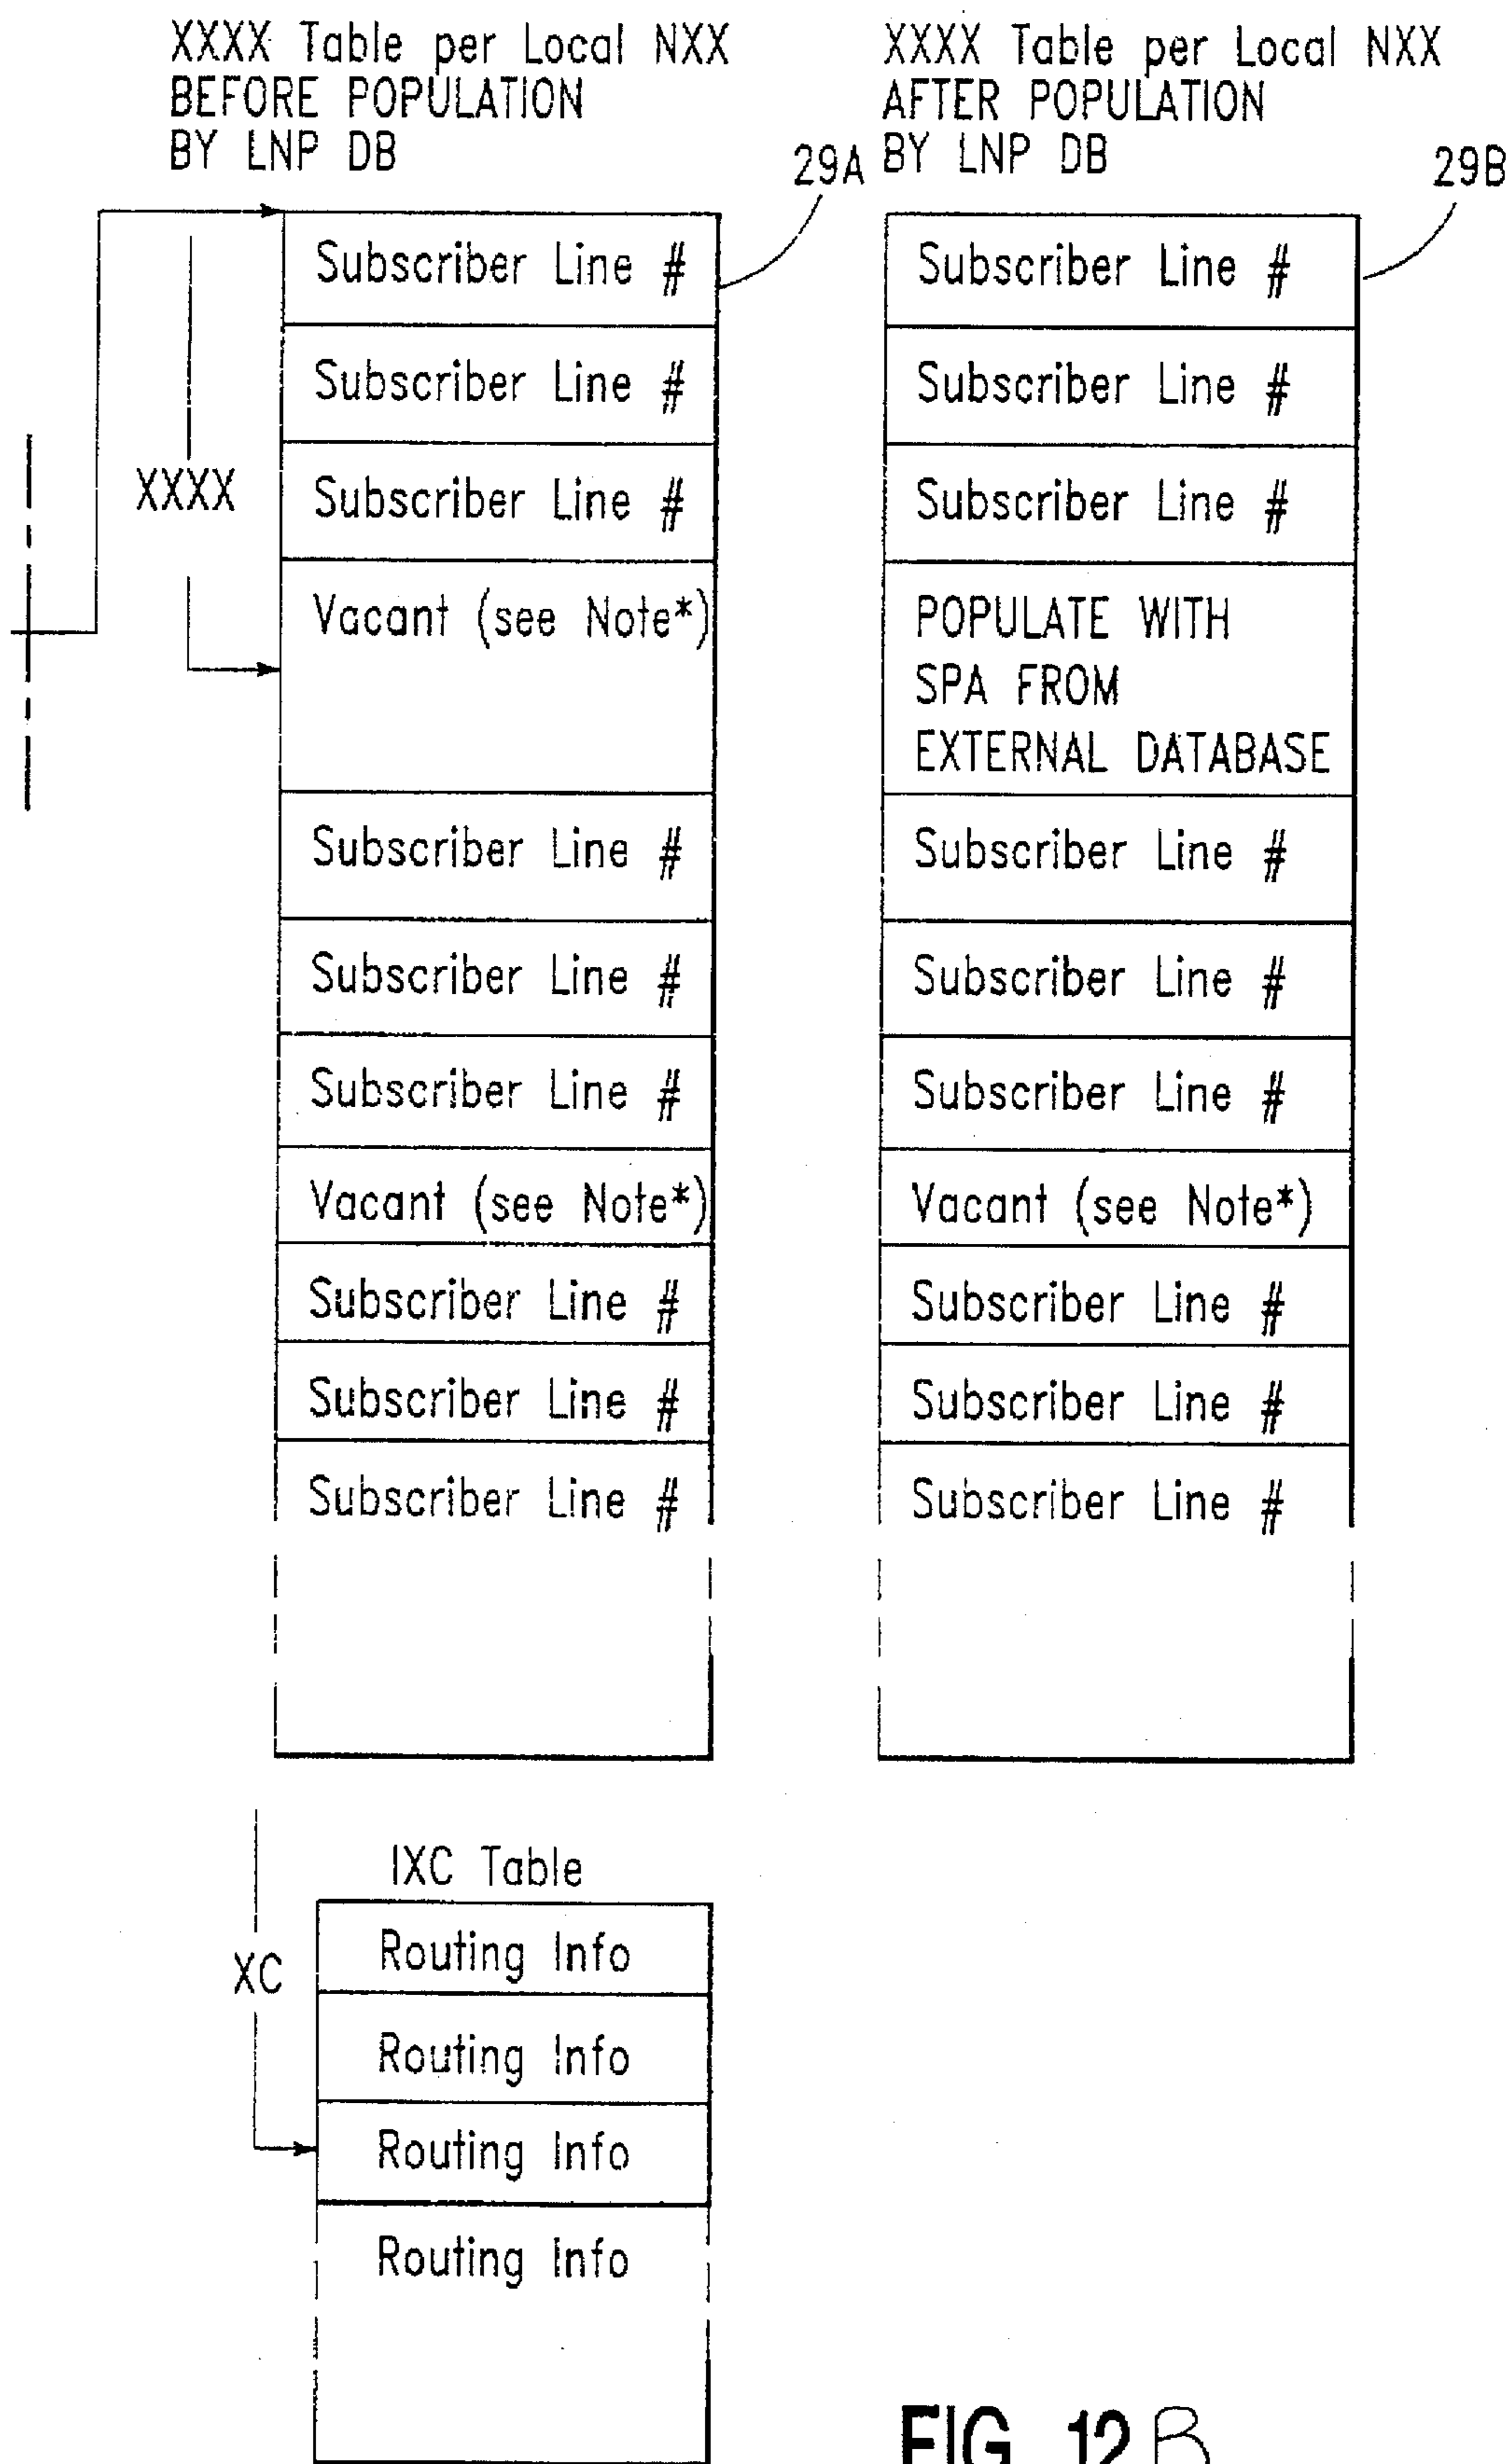 XXXX Table per Local NXX
BEFORE POPULATION
BY LNP DB
29A
XXXX
Subscriber Line #
Subscriber Line #
Subscriber Line #
Vacant (see Note*)
Subscriber Line #
Subscriber Line #
Subscriber Line #
Vacant (see Note*)
Subscriber Line #
Subscriber Line #
Subscriber Line #
XXXX Table per Local NXX
AFTER POPULATION
BY LNP DB
29B
Subscriber Line #
Subscriber Line #
Subscriber Line #
POPULATE WITH
SPA FROM
EXTERNAL DATABASE
Subscriber Line #
Subscriber Line #
Subscriber Line #
Vacant (see Note*)
Subscriber Line #
Subscriber Line #
Subscriber Line #
IXC Table
XC
Routing Info
Routing Info
Routing Info
Routing Info
FIG. 12B